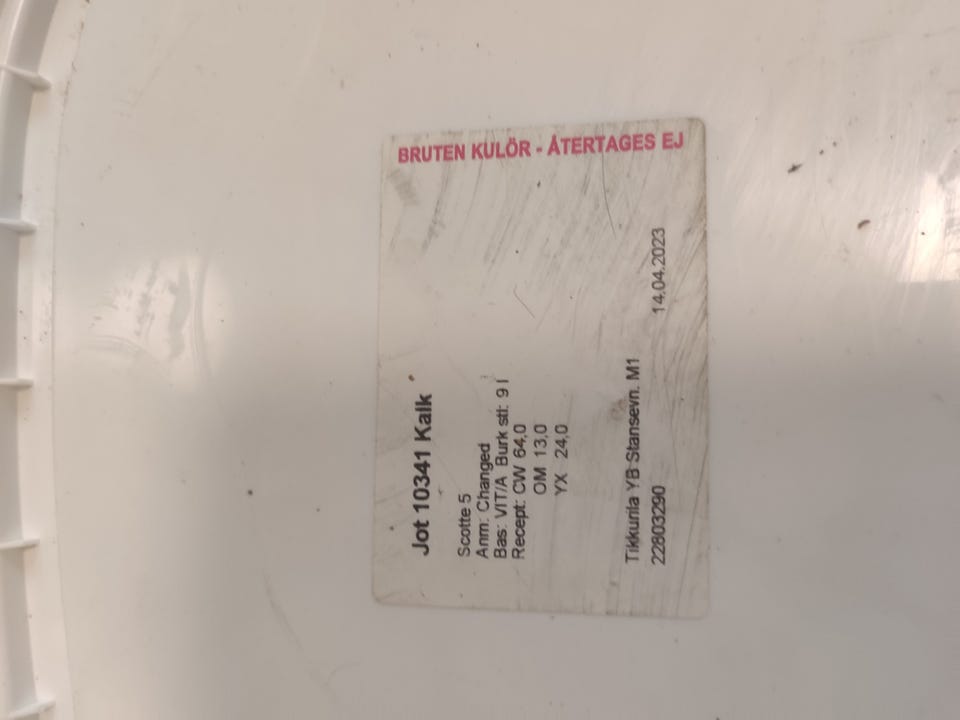 BRUTEN KULÖR - ÅTERTAGES EJ
Jot 10341 Kalk
Scotte 5
Anm: Changed
Bas: VIT/A Burk stl: 9 l
Recept: CW 64,0
OM 13,0
YX 24,0
Tikkurila YB Stansevn. M1
22803290 14.04.2023